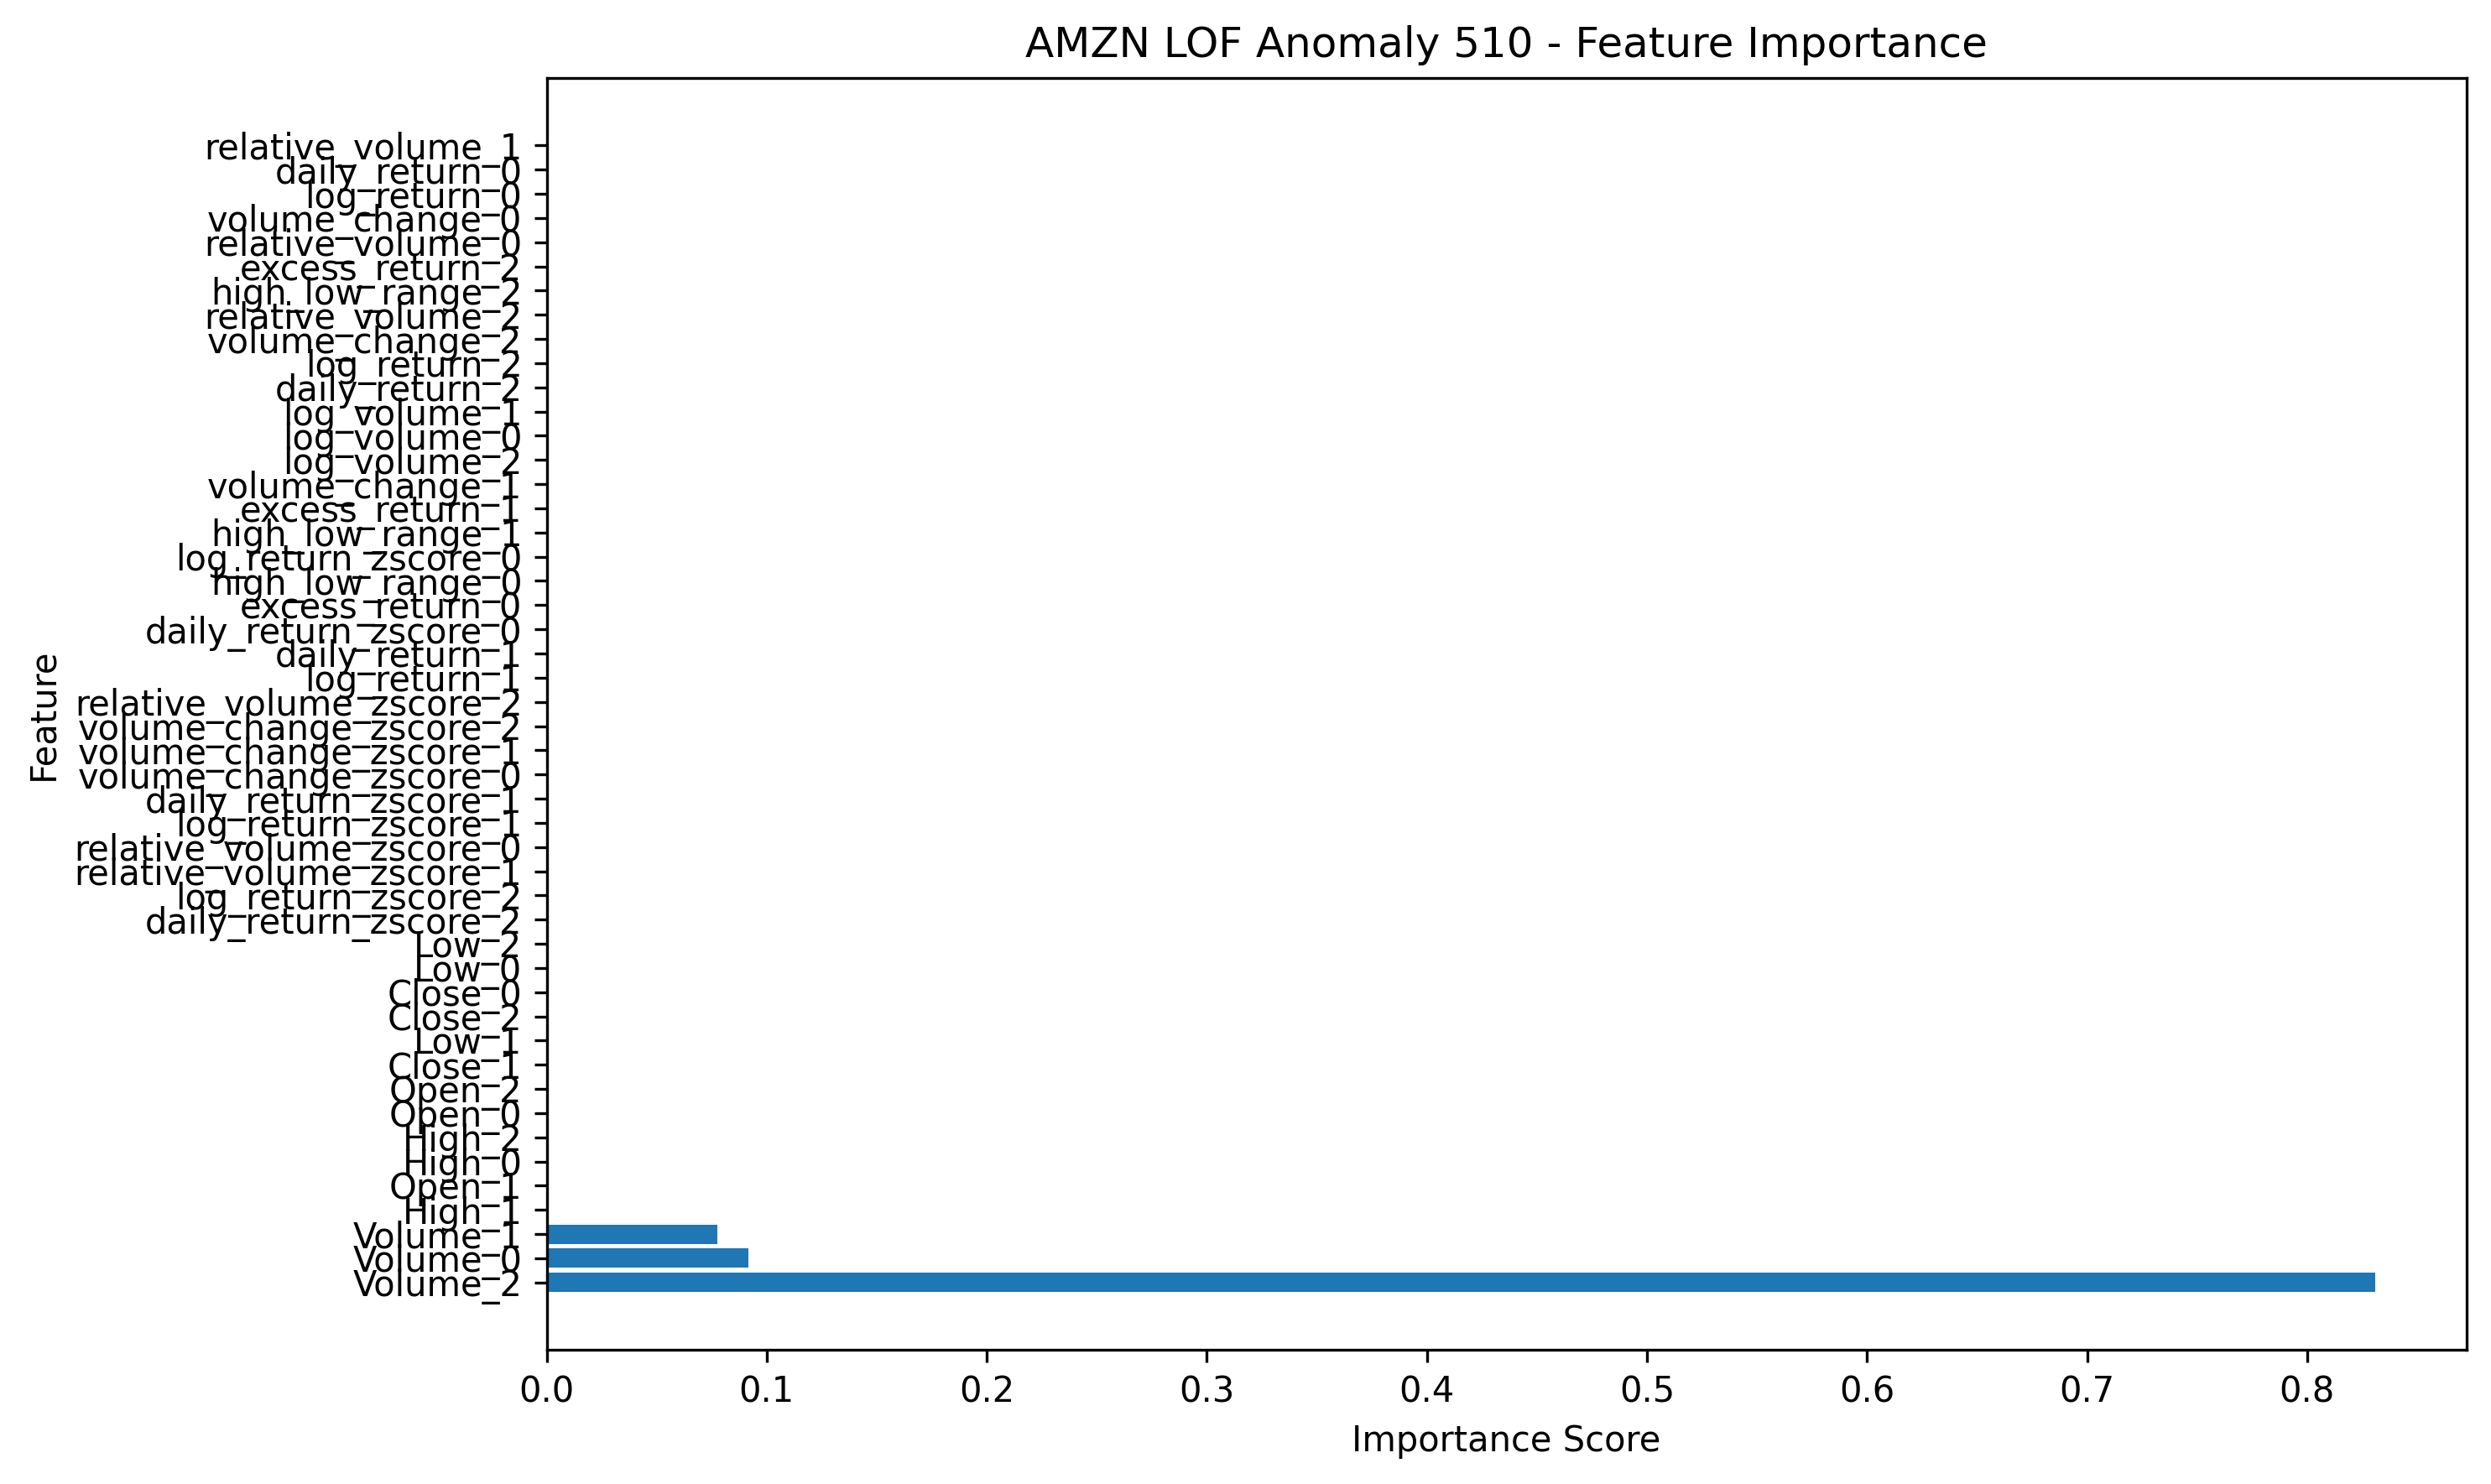 AMZN LOF Anomaly 510 - Feature Importance
relative_volume_1
daily_return_0
log_return_0
volume_change_0
relative_volume_0
excess_return_2
high_low_range_2
relative_volume_2
volume_change_2
log_return_2
daily_return_2
log_volume_1
log_volume_0
log_volume_2
volume_change_1
excess_return_1
high_low_range_1
log_return_zscore_0
high_low_range_0
excess_return_0
daily_return_zscore_0
daily_return_1
log_return_1
relative_volume_zscore_2
volume_change_zscore_2
volume_change_zscore_1
volume_change_zscore_0
daily_return_zscore_1
log_return_zscore_1
relative_volume_zscore_0
relative_volume_zscore_1
log_return_zscore_2
daily_return_zscore_2
Low_2
Low_0
Close_0
Close_2
Low_1
Close_1
Open_2
Open_0
High_2
High_0
Open_1
High_1
Volume_1
Volume_0
Volume_2
Feature
0.0 0.1 0.2 0.3 0.4 0.5 0.6 0.7 0.8
Importance Score